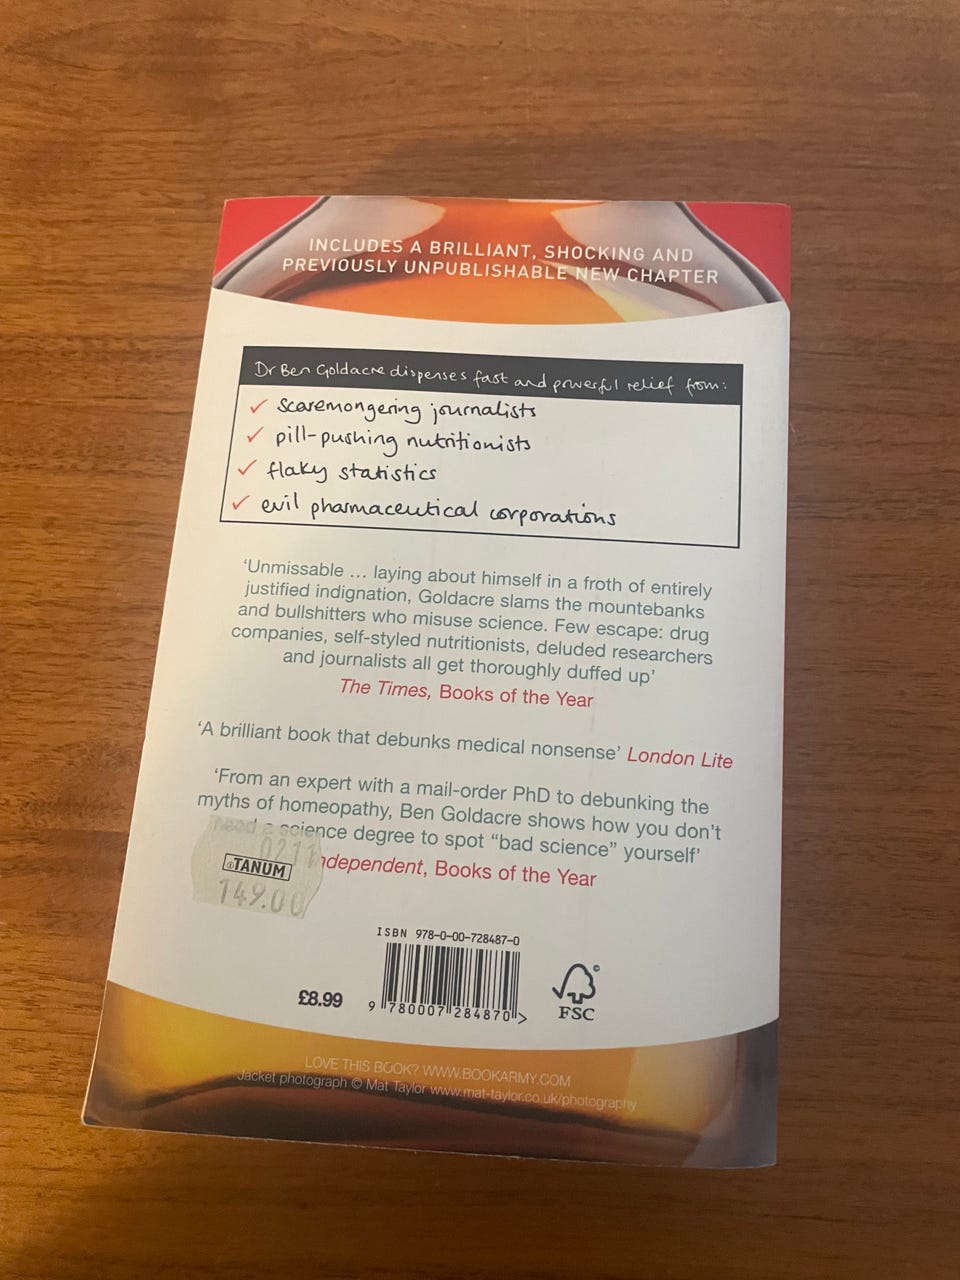 INCLUDES A BRILLIANT, SHOCKING AND
PREVIOUSLY UNPUBLISHABLE NEW CHAPTER
Dr Ben Goldacre dispenses fast and powerful relief from:
✓ scaremongering journalists
✓ pill-pushing nutritionists
✓ flaky statistics
✓ evil pharmaceutical corporations
‘Unmissable ... laying about himself in a froth of entirely
justified indignation, Goldacre slams the mountebanks
and bullshitters who misuse science. Few escape: drug
companies, self-styled nutritionists, deluded researchers
and journalists all get thoroughly duffed up’
The Times, Books of the Year
‘A brilliant book that debunks medical nonsense’ London Lite
‘From an expert with a mail-order PhD to debunking the
myths of homeopathy, Ben Goldacre shows how you don’t
need a science degree to spot “bad science” yourself’
ndependent, Books of the Year
0211
TANUM
149.00
ISBN 978-0-00-728487-0
£8.99
9 780007 284870 >
©
FSC
LOVE THIS BOOK? WWW.BOOKARMY.COM
Jacket photograph © Mat Taylor www.mat-taylor.co.uk/photography